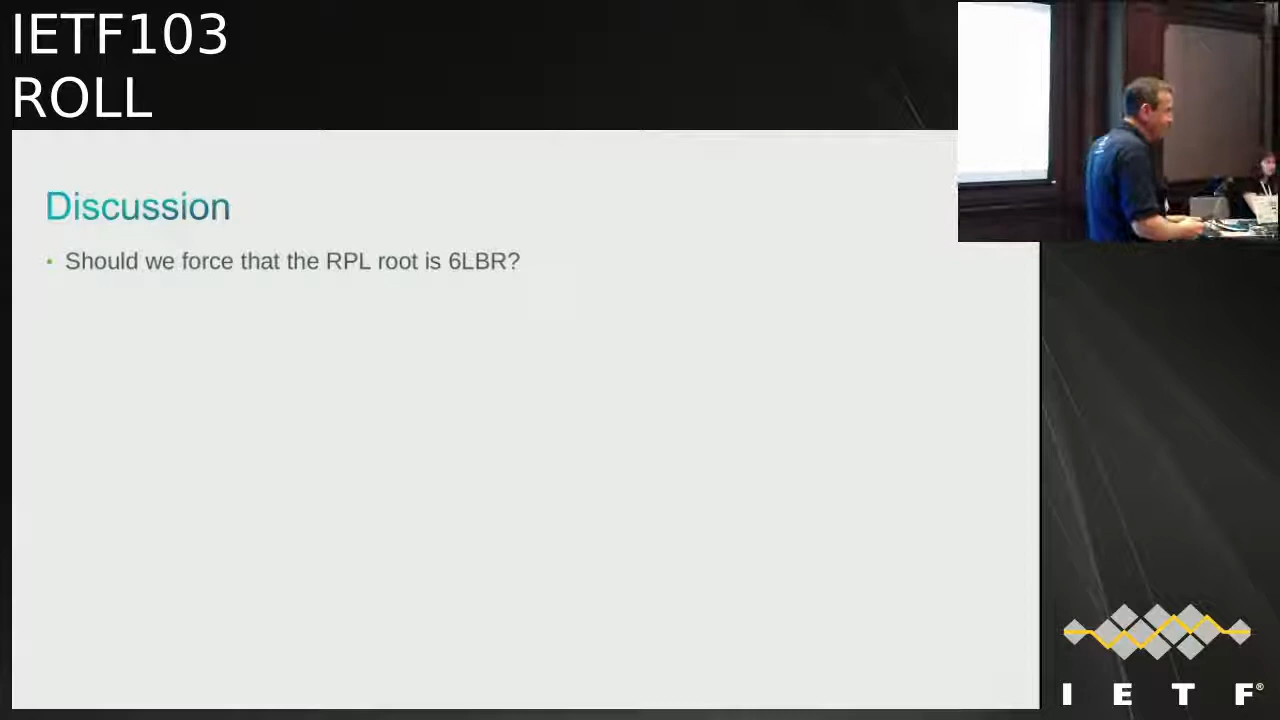 IETF103
ROLL
Discussion
• Should we force that the RPL root is 6LBR?
I E T F®